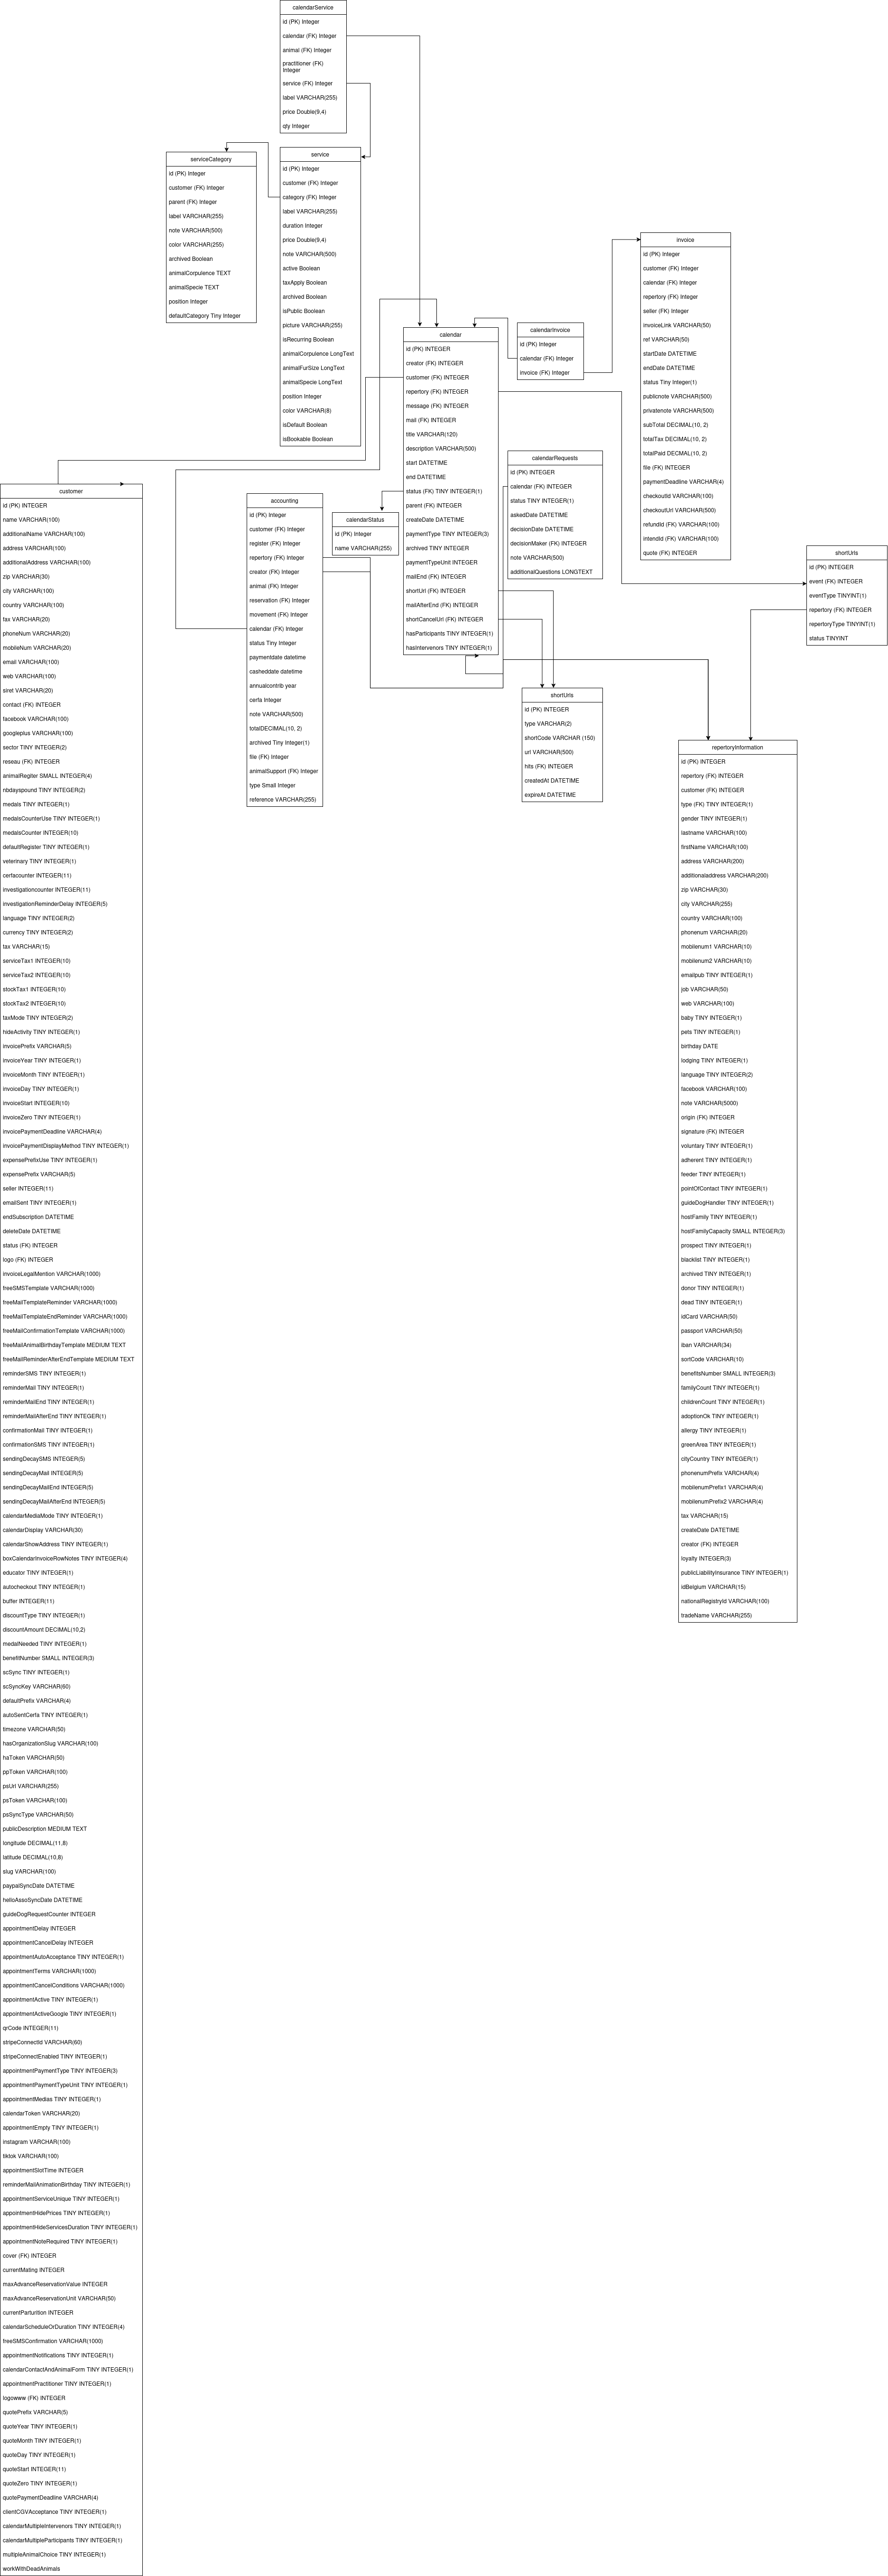 calendarService
id (PK) Integer
calendar (FK) Integer
animal (FK) Integer
practitioner (FK)
Integer
service (FK) Integer
label VARCHAR(255)
price Double(9,4)
qty Integer
serviceCategory
id (PK) Integer
customer (FK) Integer
parent (FK) Integer
label VARCHAR(255)
note VARCHAR(500)
color VARCHAR(255)
archived Boolean
animalCorpulence TEXT
animalSpecie TEXT
position Integer
defaultCategory Tiny Integer
service
id (PK) Integer
customer (FK) Integer
category (FK) Integer
label VARCHAR(255)
duration Integer
price Double(9,4)
note VARCHAR(500)
active Boolean
taxApply Boolean
archived Boolean
isPublic Boolean
picture VARCHAR(255)
isRecurring Boolean
animalCorpulence LongText
animalFurSize LongText
animalSpecie LongText
position Integer
color VARCHAR(8)
isDefault Boolean
isBookable Boolean
calendar
id (PK) INTEGER
creator (FK) INTEGER
customer (FK) INTEGER
repertory (FK) INTEGER
message (FK) INTEGER
mail (FK) INTEGER
title VARCHAR(120)
description VARCHAR(500)
start DATETIME
end DATETIME
status (FK) TINY INTEGER(1)
parent (FK) INTEGER
createDate DATETIME
paymentType TINY INTEGER(3)
archived TINY INTEGER
paymentTypeUnit INTEGER
mailEnd (FK) INTEGER
shortUrl (FK) INTEGER
mailAfterEnd (FK) INTEGER
shortCancelUrl (FK) INTEGER
hasParticipants TINY INTEGER(1)
hasIntervenors TINY INTEGER(1)
calendarInvoice
id (PK) Integer
calendar (FK) Integer
invoice (FK) Integer
invoice
id (PK) Integer
customer (FK) Integer
calendar (FK) Integer
repertory (FK) Integer
seller (FK) Integer
invoiceLink VARCHAR(50)
ref VARCHAR(50)
startDate DATETIME
endDate DATETIME
status Tiny Integer(1)
publicnote VARCHAR(500)
privatenote VARCHAR(500)
subTotal DECIMAL(10, 2)
totalTax DECIMAL(10, 2)
totalPaid DECMAL(10, 2)
file (FK) INTEGER
paymentDeadline VARCHAR(4)
checkoutId VARCHAR(100)
checkoutUrl VARCHAR(500)
refundId (FK) VARCHAR(100)
intendId (FK) VARCHAR(100)
quote (FK) INTEGER
calendarRequests
id (PK) INTEGER
calendar (FK) INTEGER
status TINY INTEGER(1)
askedDate DATETIME
decisionDate DATETIME
decisionMaker (FK) INTEGER
note VARCHAR(500)
additionalQuestions LONGTEXT
calendarStatus
id (PK) Integer
name VARCHAR(255)
accounting
id (PK) Integer
customer (FK) Integer
register (FK) Integer
repertory (FK) Integer
creator (FK) Integer
animal (FK) Integer
reservation (FK) Integer
movement (FK) Integer
calendar (FK) Integer
status Tiny Integer
paymentdate datetime
casheddate datetime
annualcontrib year
cerfa Integer
note VARCHAR(500)
totalDECIMAL(10, 2)
archived Tiny Integer(1)
file (FK) Integer
animalSupport (FK) Integer
type Small Integer
reference VARCHAR(255)
shortUrls
id (PK) INTEGER
event (FK) INTEGER
eventType TINYINT(1)
repertory (FK) INTEGER
repertoryType TINYINT(1)
status TINYINT
shortUrls
id (PK) INTEGER
type VARCHAR(2)
shortCode VARCHAR (150)
url VARCHAR(500)
hits (FK) INTEGER
createdAt DATETIME
expireAt DATETIME
customer
id (PK) INTEGER
name VARCHAR(100)
additionalName VARCHAR(100)
address VARCHAR(100)
additionalAddress VARCHAR(100)
zip VARCHAR(30)
city VARCHAR(100)
country VARCHAR(100)
fax VARCHAR(20)
phoneNum VARCHAR(20)
mobileNum VARCHAR(20)
email VARCHAR(100)
web VARCHAR(100)
siret VARCHAR(20)
contact (FK) INTEGER
facebook VARCHAR(100)
googleplus VARCHAR(100)
sector TINY INTEGER(2)
reseau (FK) INTEGER
animalRegiter SMALL INTEGER(4)
nbdayspound TINY INTEGER(2)
medals TINY INTEGER(1)
medalsCounterUse TINY INTEGER(1)
medalsCounter INTEGER(10)
defaultRegister TINY INTEGER(1)
veterinary TINY INTEGER(1)
cerfacounter INTEGER(11)
investigationcounter INTEGER(11)
investigationReminderDelay INTEGER(5)
language TINY INTEGER(2)
currency TINY INTEGER(2)
tax VARCHAR(15)
serviceTax1 INTEGER(10)
serviceTax2 INTEGER(10)
stockTax1 INTEGER(10)
stockTax2 INTEGER(10)
taxMode TINY INTEGER(2)
hideActivity TINY INTEGER(1)
invoicePrefix VARCHAR(5)
invoiceYear TINY INTEGER(1)
invoiceMonth TINY INTEGER(1)
invoiceDay TINY INTEGER(1)
invoiceStart INTEGER(10)
invoiceZero TINY INTEGER(1)
invoicePaymentDeadline VARCHAR(4)
invoicePaymentDisplayMethod TINY INTEGER(1)
expensePrefixUse TINY INTEGER(1)
expensePrefix VARCHAR(5)
seller INTEGER(11)
emailSent TINY INTEGER(1)
endSubscription DATETIME
deleteDate DATETIME
status (FK) INTEGER
logo (FK) INTEGER
invoiceLegalMention VARCHAR(1000)
freeSMSTemplate VARCHAR(1000)
freeMailTemplateReminder VARCHAR(1000)
freeMailTemplateEndReminder VARCHAR(1000)
freeMailConfirmationTemplate VARCHAR(1000)
freeMailAnimalBirthdayTemplate MEDIUM TEXT
freeMailReminderAfterEndTemplate MEDIUM TEXT
reminderSMS TINY INTEGER(1)
reminderMail TINY INTEGER(1)
reminderMailEnd TINY INTEGER(1)
reminderMailAfterEnd TINY INTEGER(1)
confirmationMail TINY INTEGER(1)
confirmationSMS TINY INTEGER(1)
sendingDecaySMS INTEGER(5)
sendingDecayMail INTEGER(5)
sendingDecayMailEnd INTEGER(5)
sendingDecayMailAfterEnd INTEGER(5)
calendarMediaMode TINY INTEGER(1)
calendarDisplay VARCHAR(30)
calendarShowAddress TINY INTEGER(1)
boxCalendarInvoiceRowNotes TINY INTEGER(4)
educator TINY INTEGER(1)
autocheckout TINY INTEGER(1)
buffer INTEGER(11)
discountType TINY INTEGER(1)
discountAmount DECIMAL(10,2)
medalNeeded TINY INTEGER(1)
benefitNumber SMALL INTEGER(3)
scSync TINY INTEGER(1)
scSyncKey VARCHAR(60)
defaultPrefix VARCHAR(4)
autoSentCerfa TINY INTEGER(1)
timezone VARCHAR(50)
hasOrganizationSlug VARCHAR(100)
haToken VARCHAR(50)
ppToken VARCHAR(100)
psUrl VARCHAR(255)
psToken VARCHAR(100)
psSyncType VARCHAR(50)
publicDescription MEDIUM TEXT
longitude DECIMAL(11,8)
latitude DECIMAL(10,8)
slug VARCHAR(100)
paypalSyncDate DATETIME
helloAssoSyncDate DATETIME
guideDogRequestCounter INTEGER
appointmentDelay INTEGER
appointmentCancelDelay INTEGER
appointmentAutoAcceptance TINY INTEGER(1)
appointmentTerms VARCHAR(1000)
appointmentCancelConditions VARCHAR(1000)
appointmentActive TINY INTEGER(1)
appointmentActiveGoogle TINY INTEGER(1)
qrCode INTEGER(11)
stripeConnectId VARCHAR(60)
stripeConnectEnabled TINY INTEGER(1)
appointmentPaymentType TINY INTEGER(3)
appointmentPaymentTypeUnit TINY INTEGER(1)
appointmentMedias TINY INTEGER(1)
calendarToken VARCHAR(20)
appointmentEmpty TINY INTEGER(1)
instagram VARCHAR(100)
tiktok VARCHAR(100)
appointmentSlotTime INTEGER
reminderMailAnimationBirthday TINY INTEGER(1)
appointmentServiceUnique TINY INTEGER(1)
appointmentHidePrices TINY INTEGER(1)
appointmentHideServicesDuration TINY INTEGER(1)
appointmentNoteRequired TINY INTEGER(1)
cover (FK) INTEGER
currentMating INTEGER
maxAdvanceReservationValue INTEGER
maxAdvanceReservationUnit VARCHAR(50)
currentParturition INTEGER
calendarScheduleOrDuration TINY INTEGER(4)
freeSMSConfirmation VARCHAR(1000)
appointmentNotifications TINY INTEGER(1)
calendarContactAndAnimalForm TINY INTEGER(1)
appointmentPractitioner TINY INTEGER(1)
logowww (FK) INTEGER
quotePrefix VARCHAR(5)
quoteYear TINY INTEGER(1)
quoteMonth TINY INTEGER(1)
quoteDay TINY INTEGER(1)
quoteStart INTEGER(11)
quoteZero TINY INTEGER(1)
quotePaymentDeadline VARCHAR(4)
clientCGVAcceptance TINY INTEGER(1)
calendarMultipleIntervenors TINY INTEGER(1)
calendarMultipleParticipants TINY INTEGER(1)
multipleAnimalChoice TINY INTEGER(1)
workWithDeadAnimals
repertoryInformation
id (PK) INTEGER
repertory (FK) INTEGER
customer (FK) INTEGER
type (FK) TINY INTEGER(1)
gender TINY INTEGER(1)
lastname VARCHAR(100)
firstName VARCHAR(100)
address VARCHAR(200)
additionaladdress VARCHAR(200)
zip VARCHAR(30)
city VARCHAR(255)
country VARCHAR(100)
phonenum VARCHAR(20)
mobilenum1 VARCHAR(10)
mobilenum2 VARCHAR(10)
emailpub TINY INTEGER(1)
job VARCHAR(50)
web VARCHAR(100)
baby TINY INTEGER(1)
pets TINY INTEGER(1)
birthday DATE
lodging TINY INTEGER(1)
language TINY INTEGER(2)
facebook VARCHAR(100)
note VARCHAR(5000)
origin (FK) INTEGER
signature (FK) INTEGER
voluntary TINY INTEGER(1)
adherent TINY INTEGER(1)
feeder TINY INTEGER(1)
pointOfContact TINY INTEGER(1)
guideDogHandler TINY INTEGER(1)
hostFamily TINY INTEGER(1)
hostFamilyCapacity SMALL INTEGER(3)
prospect TINY INTEGER(1)
blacklist TINY INTEGER(1)
archived TINY INTEGER(1)
donor TINY INTEGER(1)
dead TINY INTEGER(1)
idCard VARCHAR(50)
passport VARCHAR(50)
iban VARCHAR(34)
sortCode VARCHAR(10)
benefitsNumber SMALL INTEGER(3)
familyCount TINY INTEGER(1)
childrenCount TINY INTEGER(1)
adoptionOk TINY INTEGER(1)
allergy TINY INTEGER(1)
greenArea TINY INTEGER(1)
cityCountry TINY INTEGER(1)
phonenumPrefix VARCHAR(4)
mobilenumPrefix1 VARCHAR(4)
mobilenumPrefix2 VARCHAR(4)
tax VARCHAR(15)
createDate DATETIME
creator (FK) INTEGER
loyalty INTEGER(3)
publicLiabilityInsurance TINY INTEGER(1)
idBelgium VARCHAR(15)
nationalRegistryId VARCHAR(100)
tradeName VARCHAR(255)